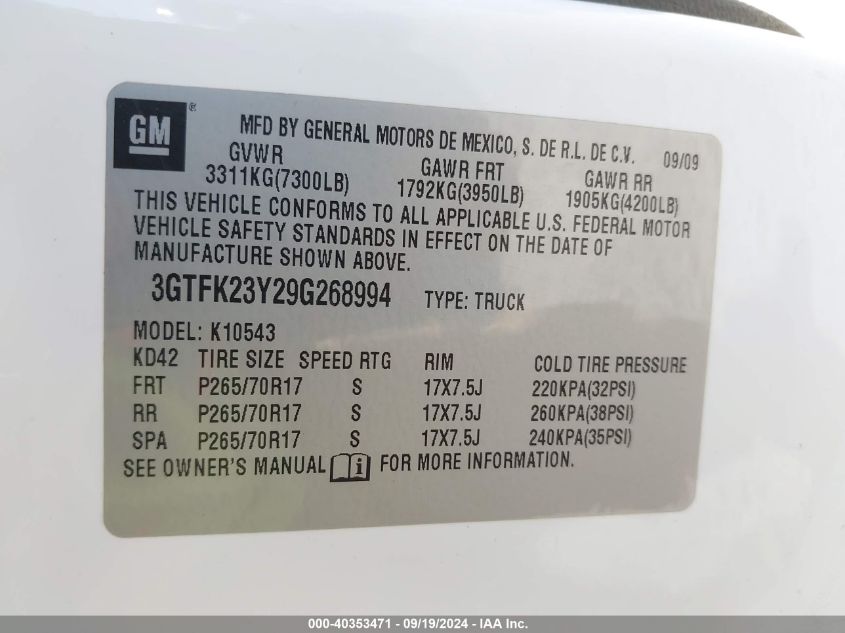 GM ®
MFD BY GENERAL MOTORS DE MEXICO, S. DE R.L. DE C.V. 09/09
GVWR GAWR FRT GAWR RR
3311KG(7300LB) 1792KG(3950LB) 1905KG(4200LB)
THIS VEHICLE CONFORMS TO ALL APPLICABLE U.S. FEDERAL MOTOR
VEHICLE SAFETY STANDARDS IN EFFECT ON THE DATE OF
MANUFACTURE SHOWN ABOVE.
3GTFK23Y29G268994 TYPE: TRUCK
MODEL: K10543
KD42 TIRE SIZE SPEED RTG RIM COLD TIRE PRESSURE
FRT P265/70R17 S 17X7.5J 220KPA(32PSI)
RR P265/70R17 S 17X7.5J 260KPA(38PSI)
SPA P265/70R17 S 17X7.5J 240KPA(35PSI)
SEE OWNER'S MANUAL i FOR MORE INFORMATION.
000-40353471 - 09/19/2024 - IAA Inc.